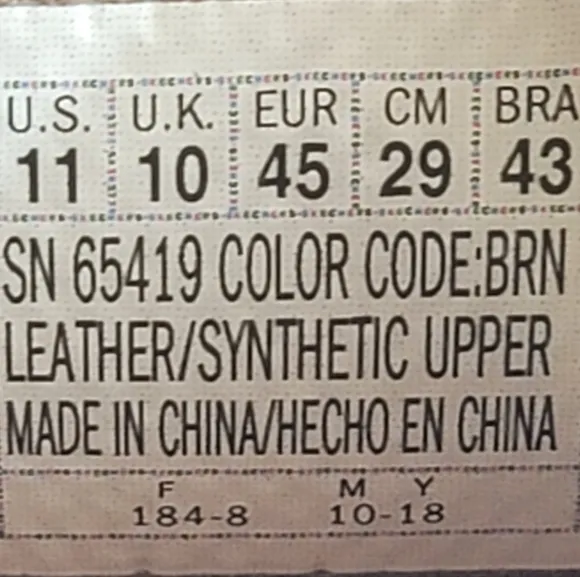 U.S. U.K. EUR CM BRA
11 10 45 29 43
SN 65419 COLOR CODE:BRN
LEATHER/SYNTHETIC UPPER
MADE IN CHINA/HECHO EN CHINA
F M Y
184-8 10-18